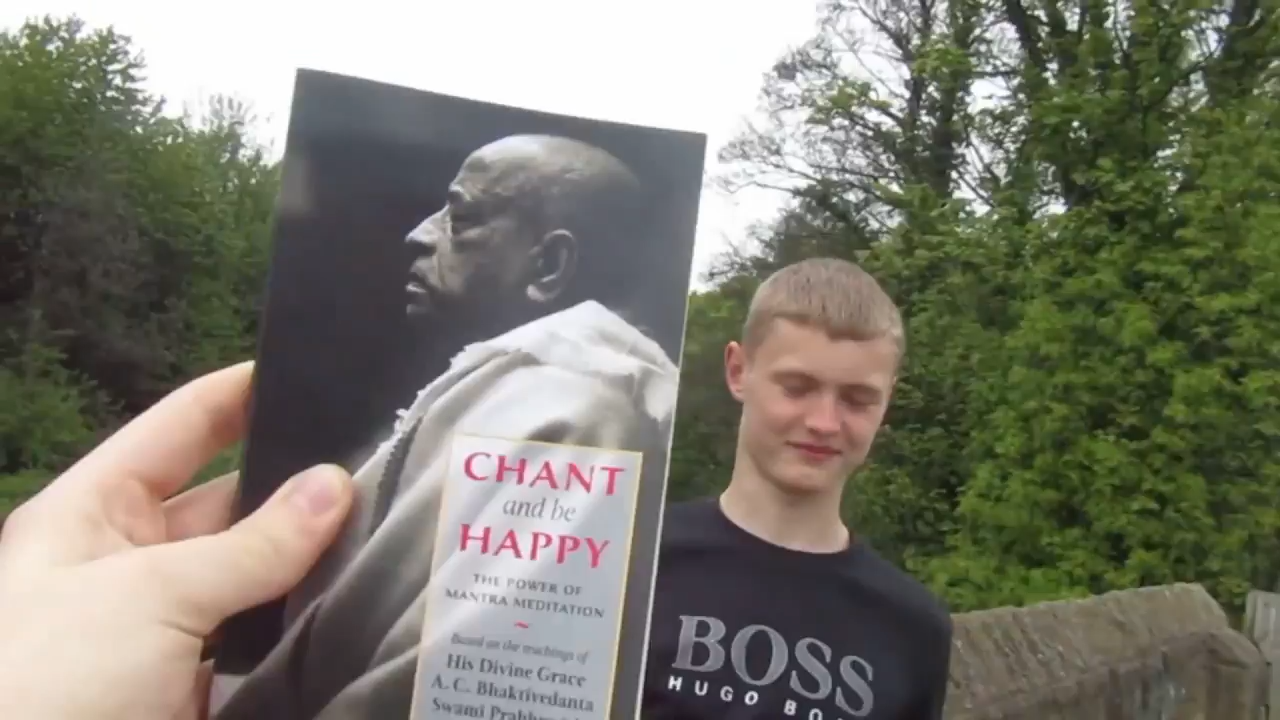 CHANT
and be
HAPPY
THE POWER OF
MANTRA MEDITATION
~
Based on the teachings of
His Divine Grace
A. C. Bhaktivedanta
Swami
BOSS
HUGO